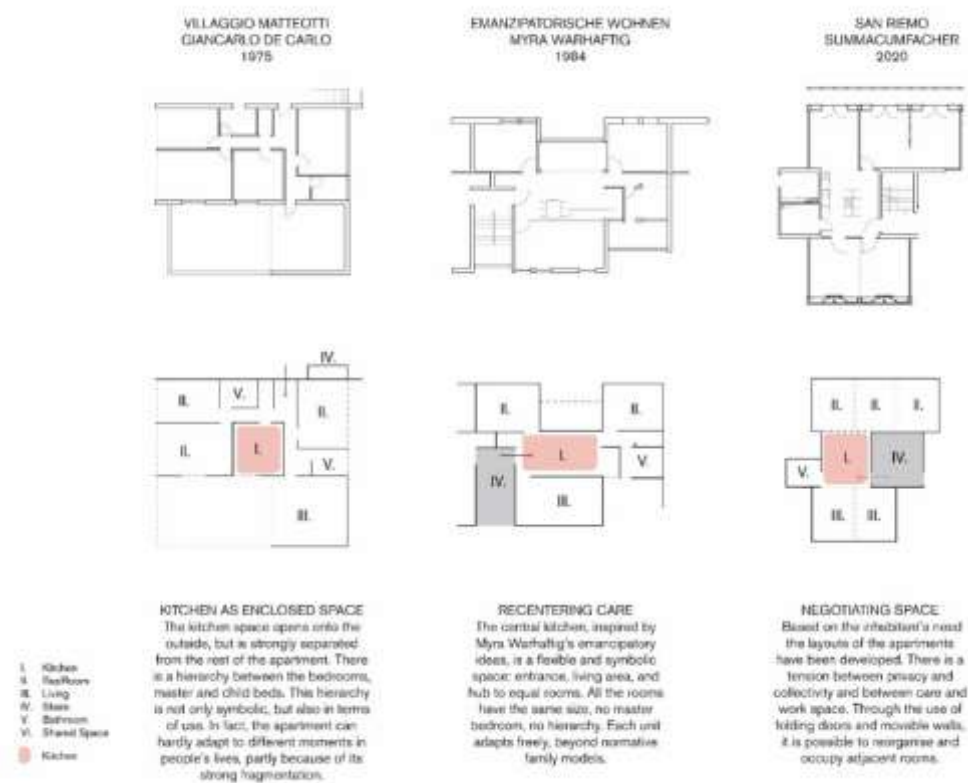 VILLAGGIO MATTEOTTI
GIANCARLO DE CARLO
1975
EMANZIPATORISCHE WOHNEN
MYRA WARHAFTIG
1984
SAN RIEMO
SUMMACUMFACHER
2020
IV.
II.
V.
II.
II.
I.
V.
III.
II.
II.
I.
V.
IV.
III.
II.
II.
II.
I.
IV.
V.
III.
III.
KITCHEN AS ENCLOSED SPACE
The kitchen space opens onto the
outside, but is strongly separated
from the rest of the apartment. There
is a hierarchy between the bedrooms,
master and child beds. This hierarchy
is not only symbolic, but also in terms
of use. In fact, the apartment can
hardly adapt to different moments in
people's lives, partly because of its
strong fragmentation.
RECENTERING CARE
The central kitchen, inspired by
Myra Warhaftig's emancipatory
ideas, is a flexible and symbolic
space: entrance, living area, and
hub to equal rooms. All the rooms
have the same size, no master
bedroom, no hierarchy. Each unit
adapts freely, beyond normative
family models.
NEGOTIATING SPACE
Based on the inhabitant's need
the layouts of the apartments
have been developed. There is a
tension between privacy and
collectivity and between care and
work space. Through the use of
folding doors and movable walls,
it is possible to reorganise and
occupy adjacent rooms.
I. Kitchen
II.
III. Living
IV. Stairs
V. Bathroom
VI. Shared Space
Kitchen